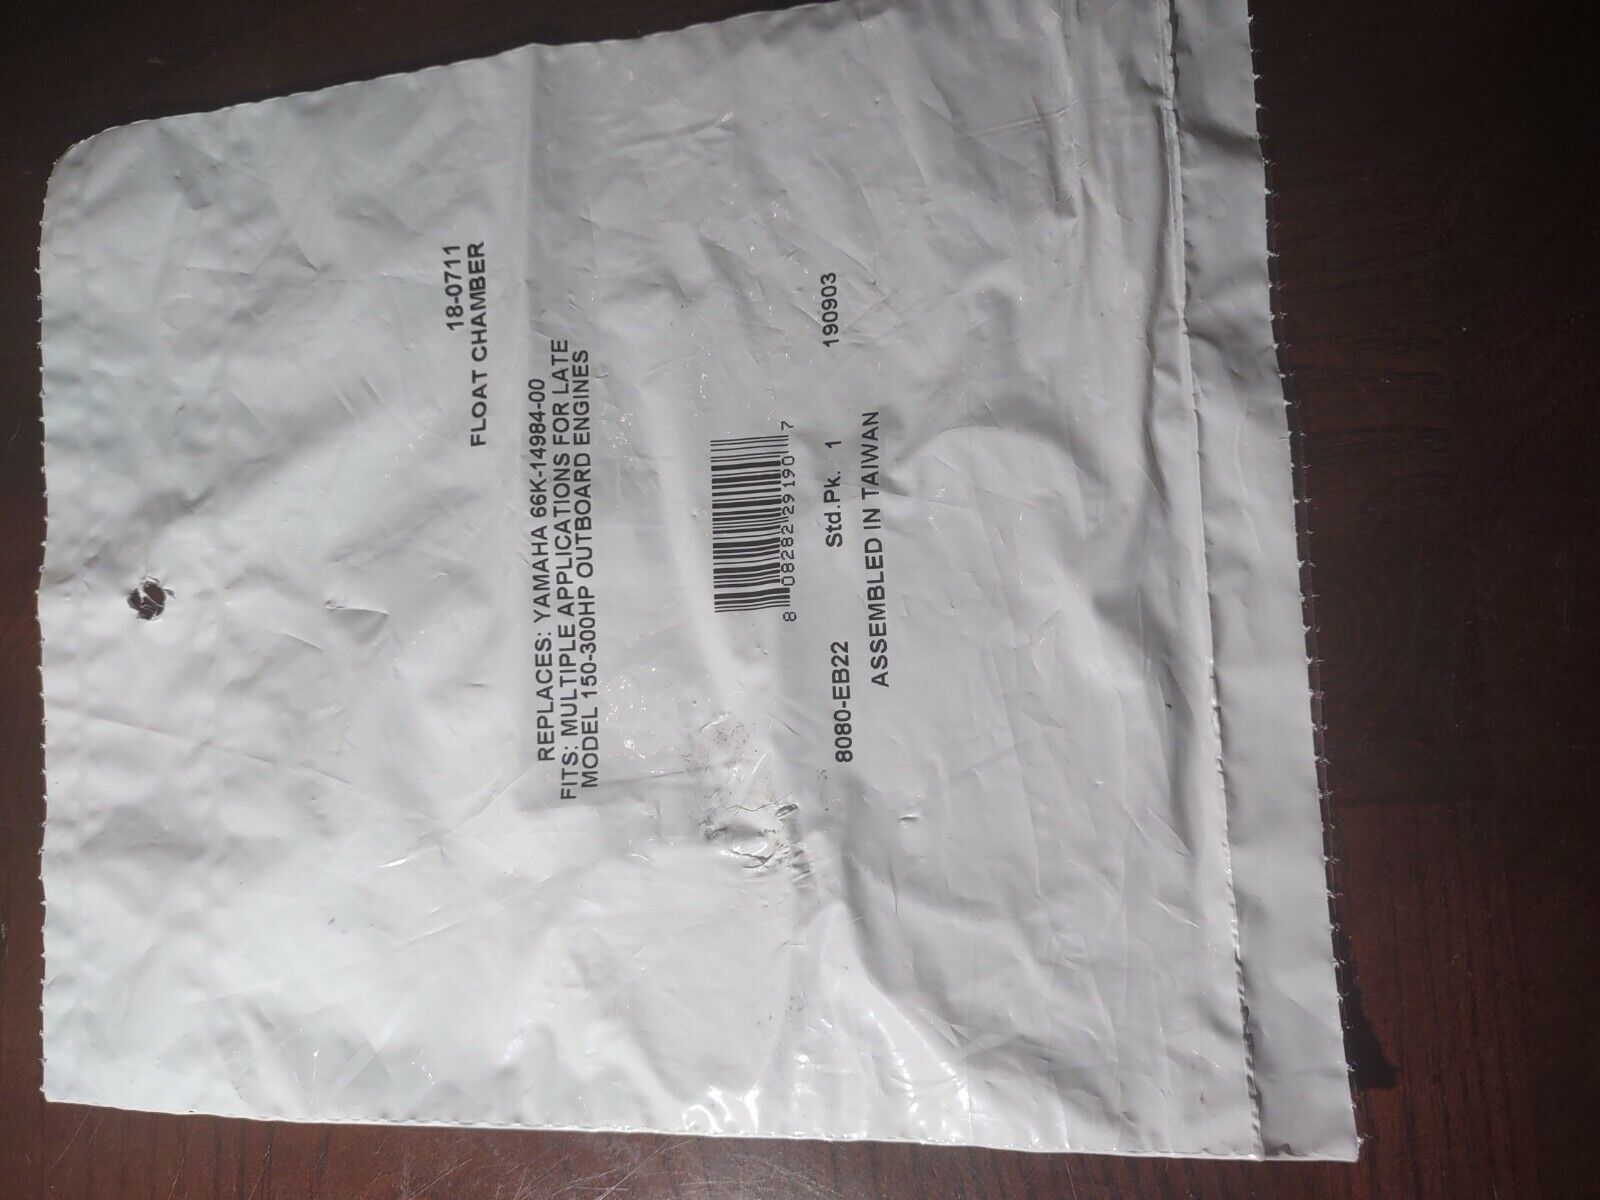 18-0711
FLOAT CHAMBER
REPLACES: YAMAHA 66K-14984-00
FITS: MULTIPLE APPLICATIONS FOR LATE
MODEL 150-300HP OUTBOARD ENGINES
8 08282 29190 7
8080-EB22 Std.Pk. 1 190903
ASSEMBLED IN TAIWAN